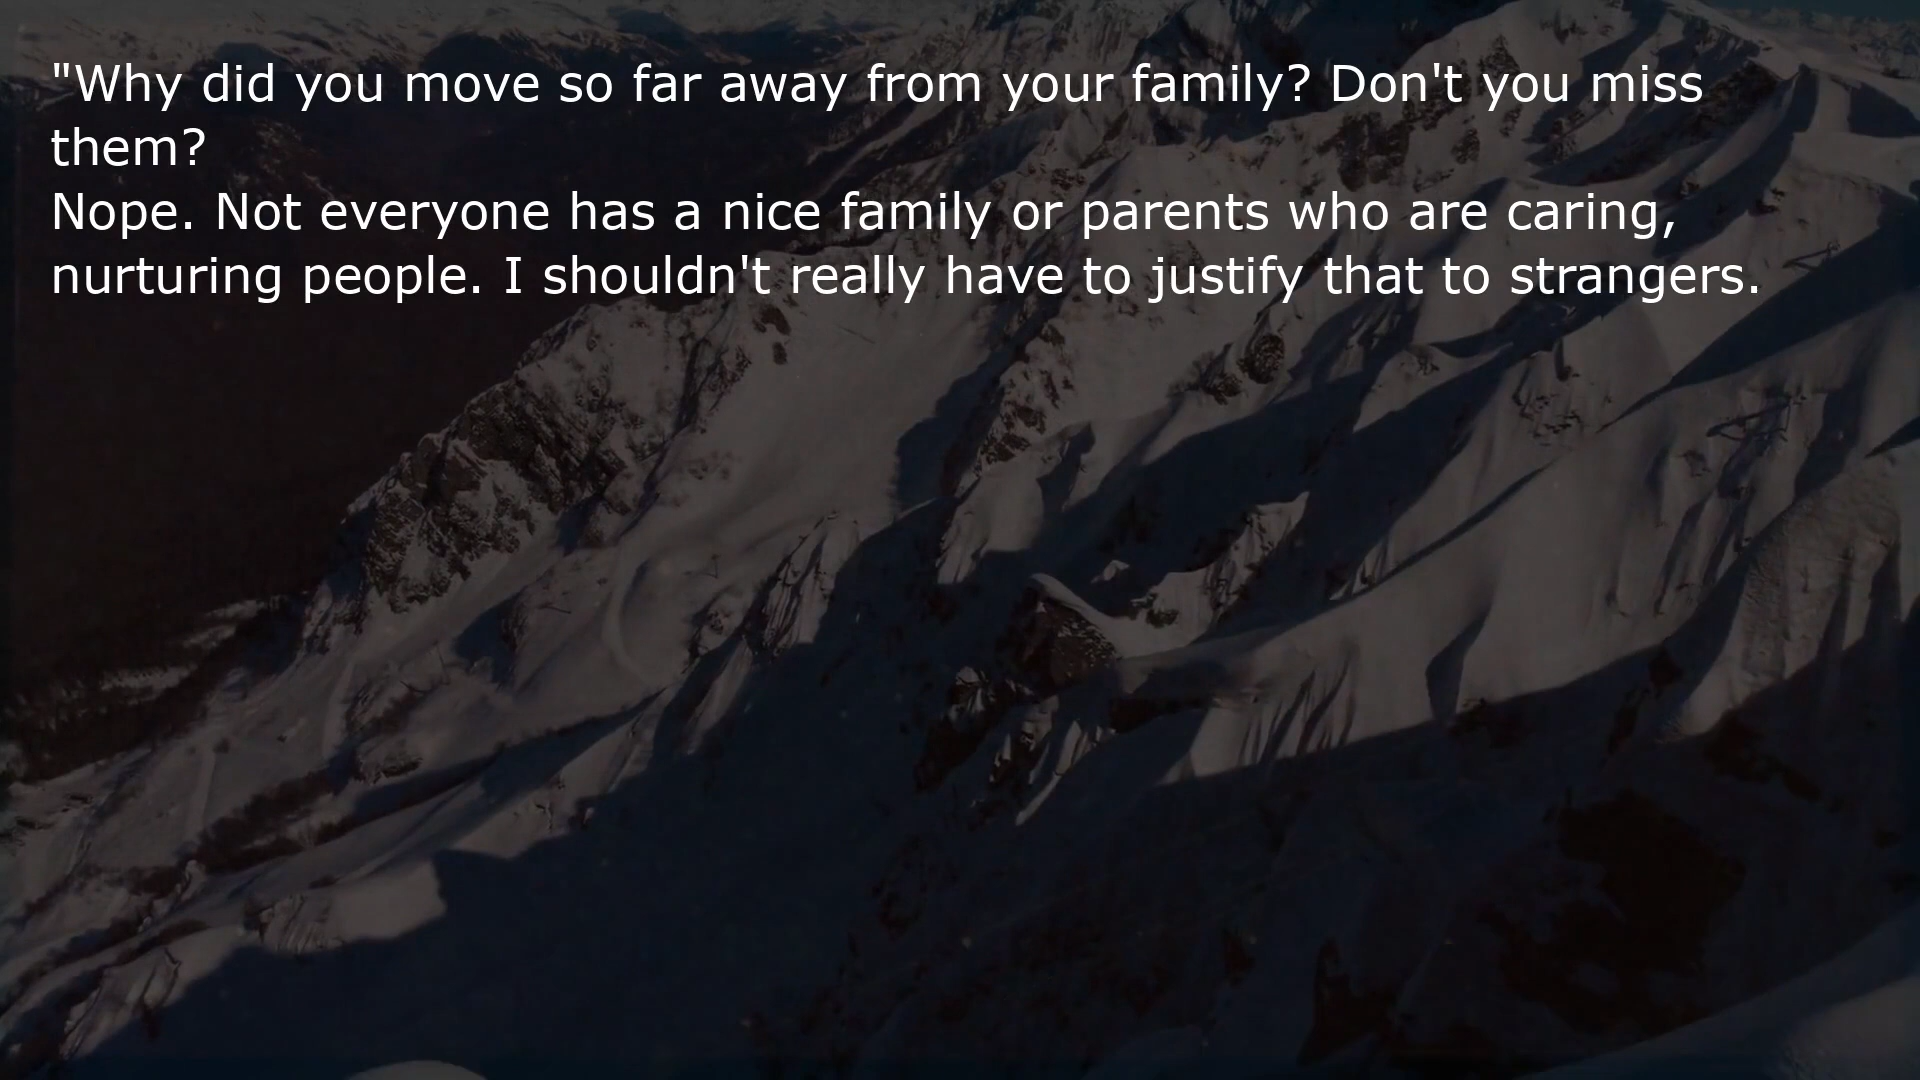 "Why did you move so far away from your family? Don't you miss
them?
Nope. Not everyone has a nice family or parents who are caring,
nurturing people. I shouldn't really have to justify that to strangers.